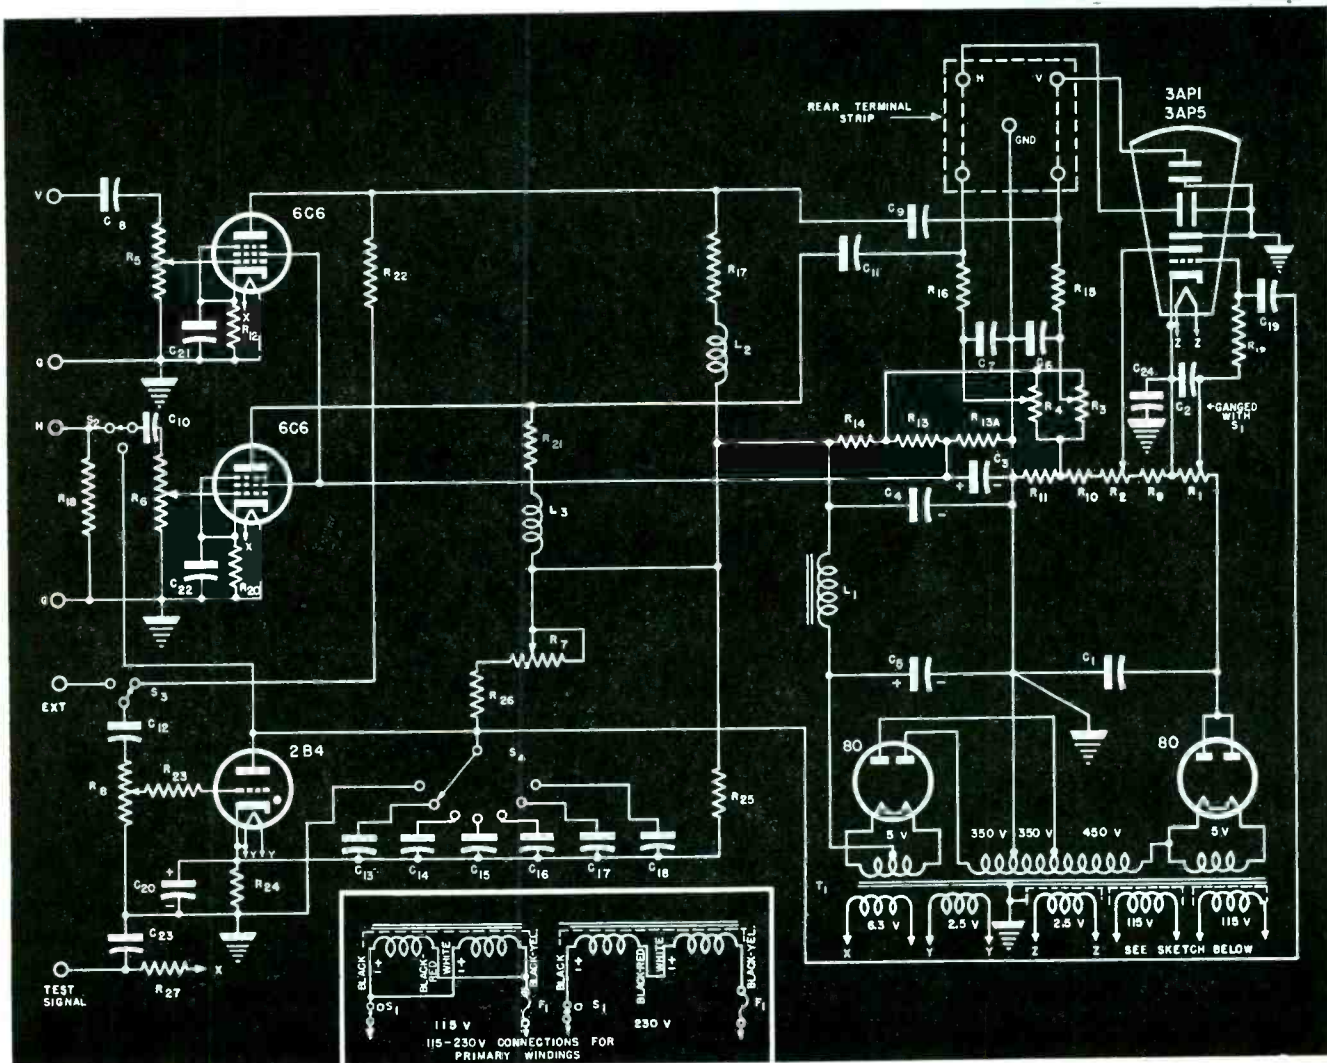 3AP1
3AP5
REAR TERMINAL
STRIP
H
V
GND
V
C8
R5
6C6
R22
X
R12
C21
G
R17
L2
C9
C11
R16
R15
C7
C6
C19
R19
Z Z
C24
C2
GANGED
WITH
S1
H
S2
C10
6C6
R18
R6
X
R20
C22
G
R21
L3
R14
R13
R13A
R4
R3
C3
+ -
R11
R10
R2
R9
R1
C4
-
L1
R7
R26
EXT
S3
C12
C5
+ -
C1
2B4
R23
R8
Y Y
S4
R25
80
80
5 V
350 V
350 V
450 V
5 V
C20
+
-
R24
C13
C14
C15
C16
C17
C18
T1
6.3 V
2.5 V
2.5 V
115 V
115 V
X
Y
Y
Z
Z
SEE SKETCH BELOW
C23
TEST
SIGNAL
R27
X
BLACK
1+
BLACK-RED
WHITE
1+
BLACK-YEL.
S1
F1
115 V
BLACK
1+
BLACK-RED
WHITE
1+
BLACK-YEL.
S1
F1
230 V
115-230V CONNECTIONS FOR
PRIMARY WINDINGS